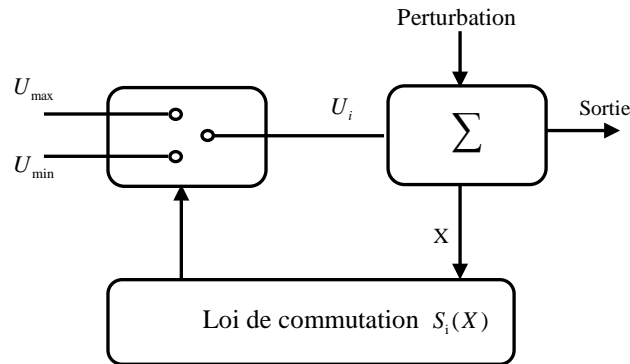 Perturbation
U_max
U_i
Sortie
∑
U_min
X
Loi de commutation S_i(X)